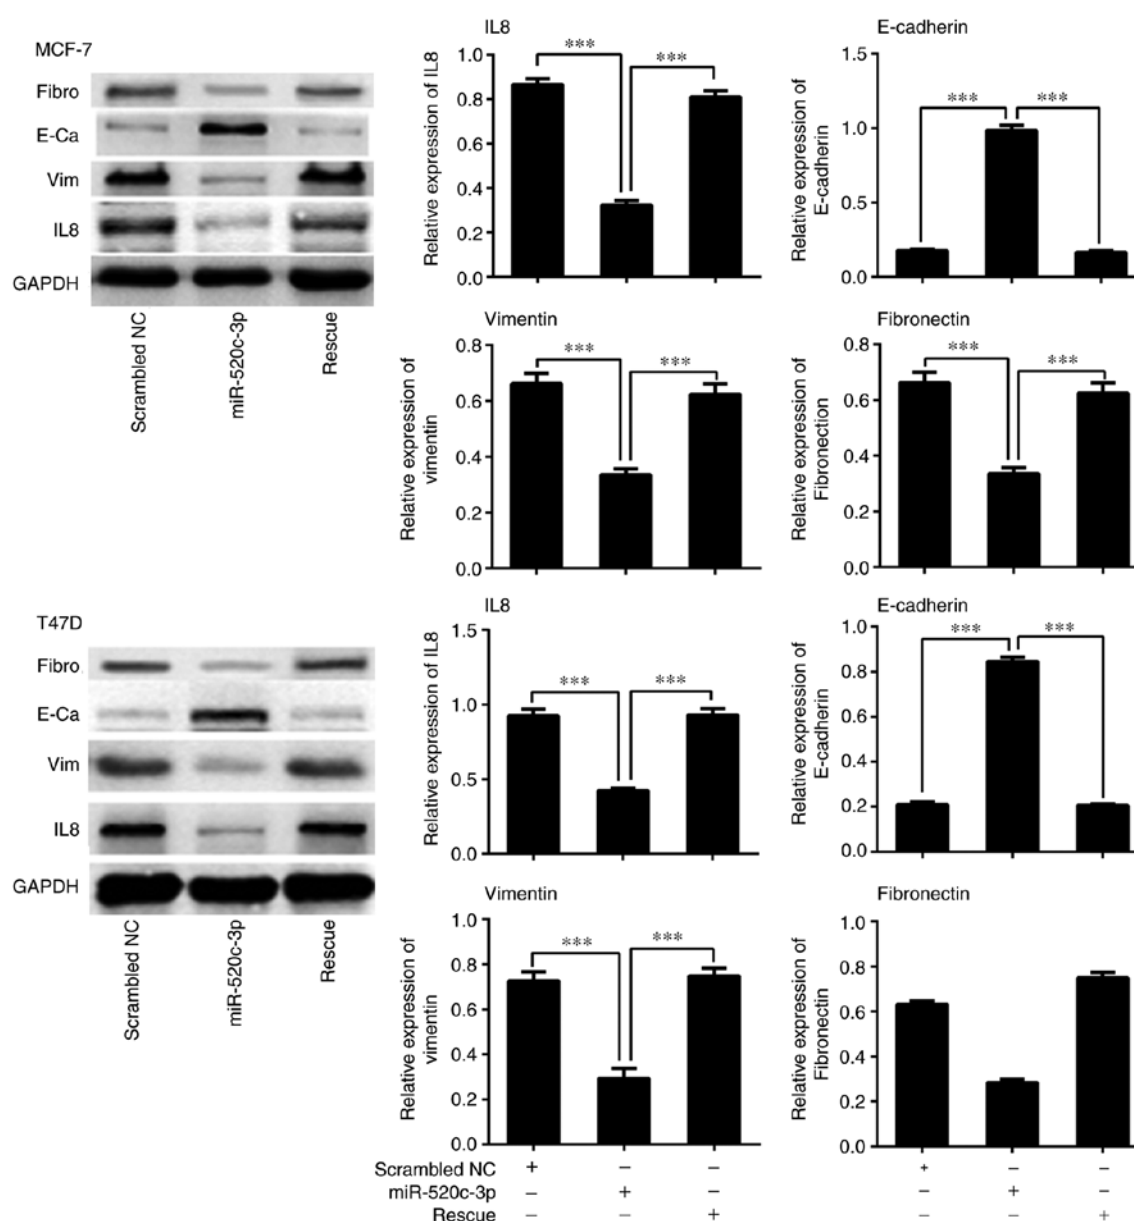 MCF-7
Fibro
E-Ca
Vim
IL8
GAPDH
Scrambled NC
miR-520c-3p
Rescue
IL8
Relative expression of IL8
1.0
0.8
0.6
0.4
0.2
0.0
*** ***
E-cadherin
Relative expression of
E-cadherin
1.5
1.0
0.5
0.0
*** ***
Vimentin
Relative expression of
vimentin
0.8
0.6
0.4
0.2
0.0
*** ***
Fibronectin
Relative expression of
Fibronection
0.8
0.6
0.4
0.2
0.0
*** ***
T47D
Fibro
E-Ca
Vim
IL8
GAPDH
Scrambled NC
miR-520c-3p
Rescue
IL8
Relative expression of IL8
1.5
1.0
0.5
0.0
*** ***
E-cadherin
Relative expression of
E-cadherin
1.0
0.8
0.6
0.4
0.2
0.0
*** ***
Vimentin
Relative expression of
vimentin
1.0
0.8
0.6
0.4
0.2
0.0
*** ***
Fibronectin
Relative expression of
Fibronectin
1.0
0.8
0.6
0.4
0.2
0.0
Scrambled NC + – – + – –
miR-520c-3p – + – – + –
Rescue – – + – – +